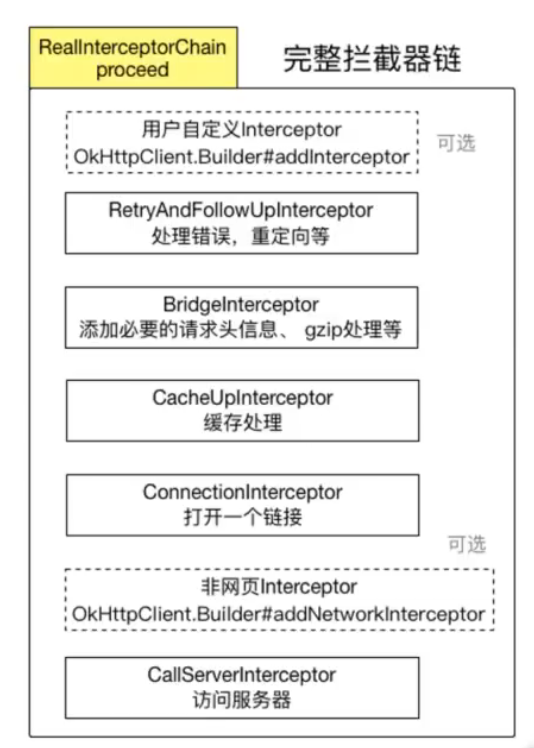 RealInterceptorChain
proceed
完整拦截器链
用户自定义Interceptor
OkHttpClient.Builder#addInterceptor
可选
RetryAndFollowUpInterceptor
处理错误，重定向等
BridgeInterceptor
添加必要的请求头信息、 gzip处理等
CacheUpInterceptor
缓存处理
ConnectionInterceptor
打开一个链接
可选
非网页Interceptor
OkHttpClient.Builder#addNetworkInterceptor
CallServerInterceptor
访问服务器